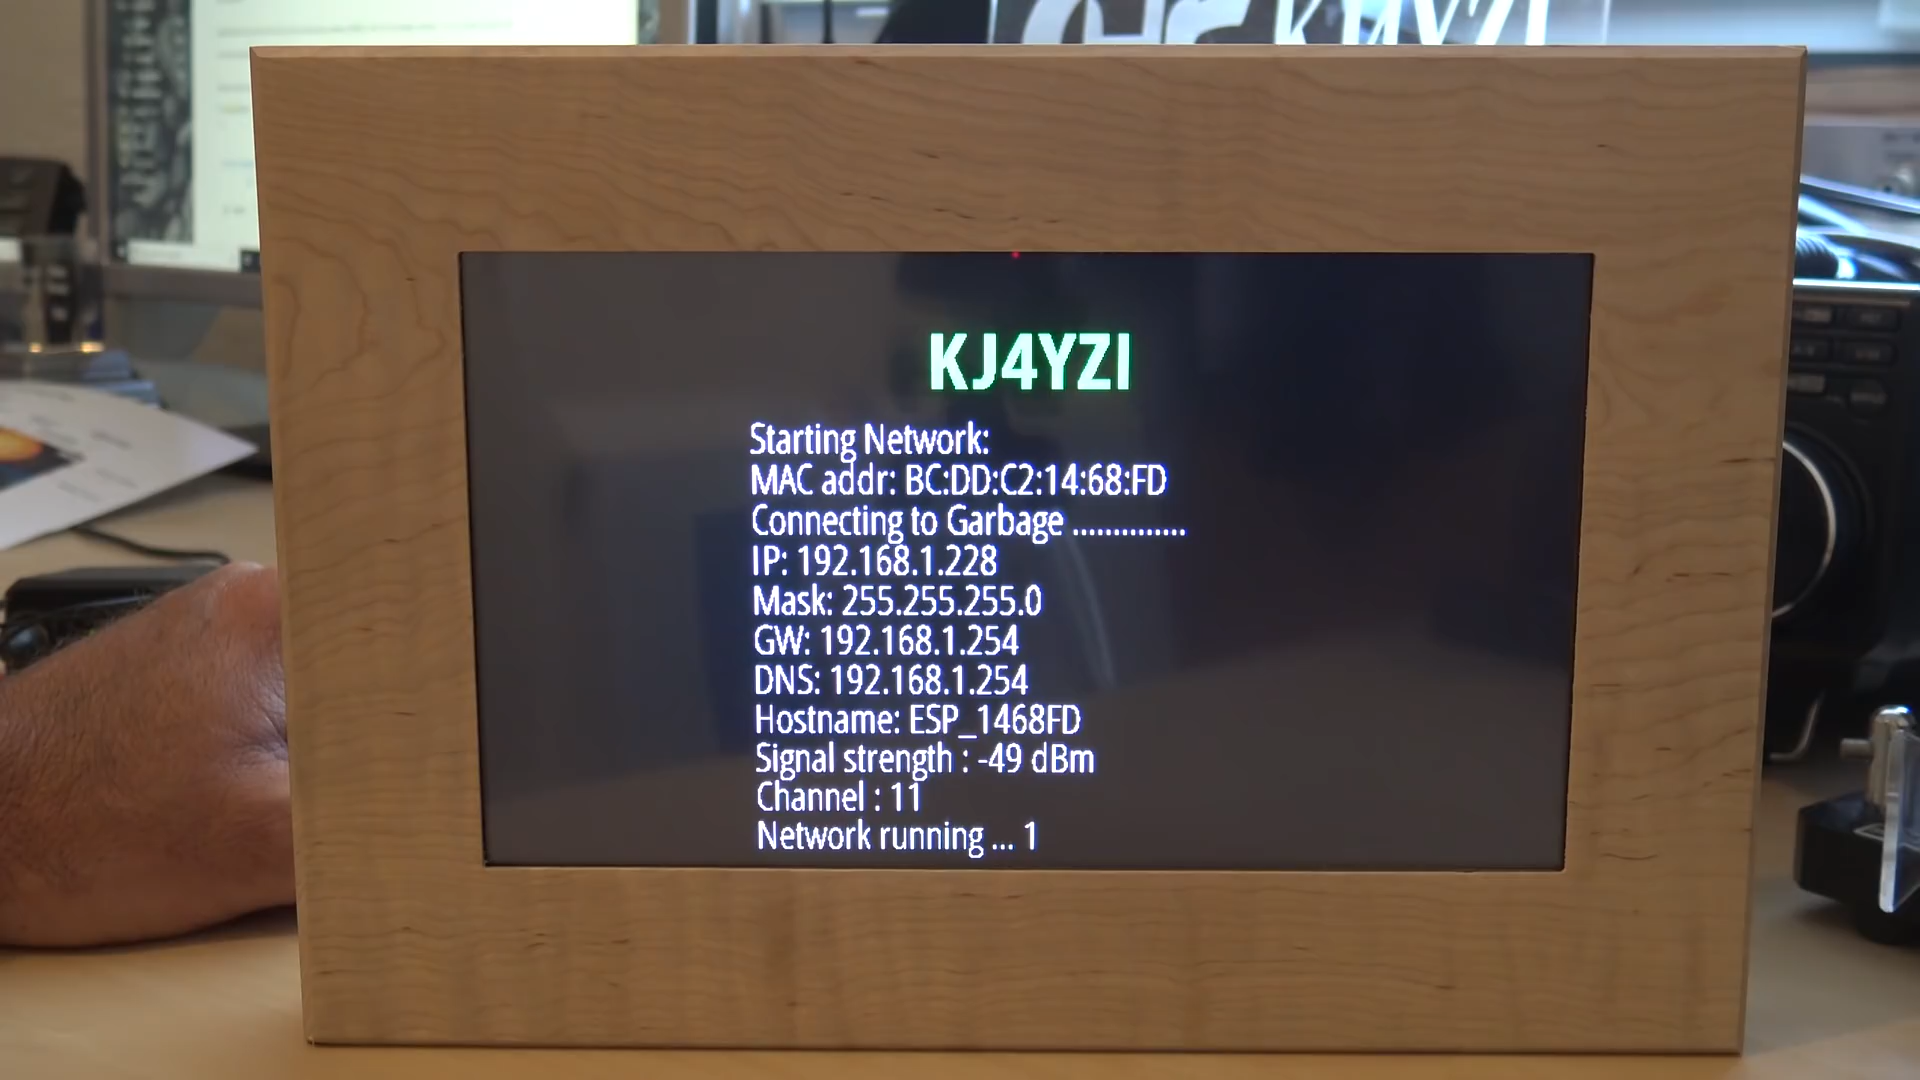 KJ4YZI
KJ4YZI
Starting Network:
MAC addr: BC:DD:C2:14:68:FD
Connecting to Garbage ..............
IP: 192.168.1.228
Mask: 255.255.255.0
GW: 192.168.1.254
DNS: 192.168.1.254
Hostname: ESP_1468FD
Signal strength : -49 dBm
Channel : 11
Network running ... 1